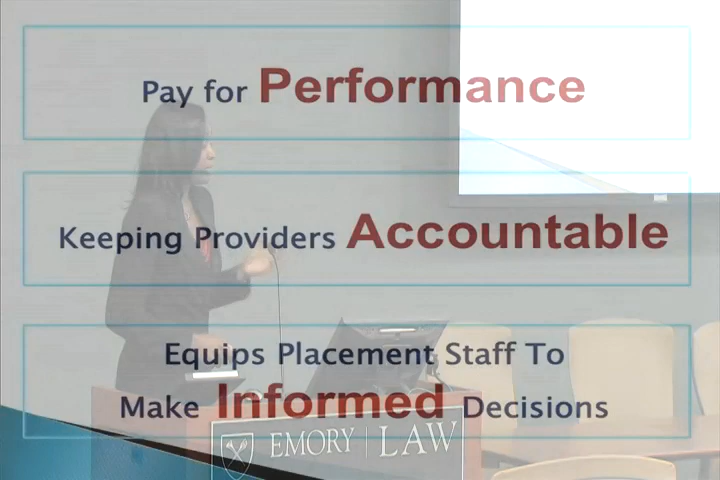 Pay for Performance
Keeping Providers Accountable
Equips Placement Staff To
Make Informed Decisions
EMORY | LAW